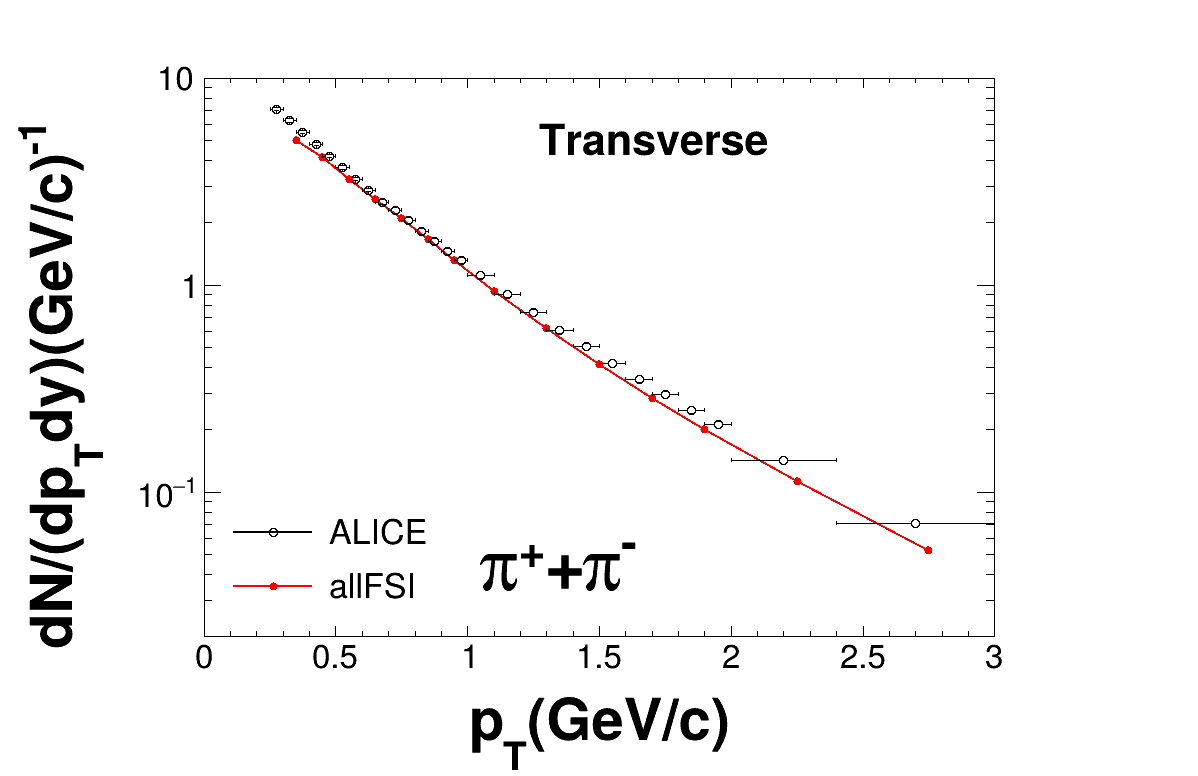 10
Transverse
1
10⁻¹
dN/(dp_T dy)(GeV/c)⁻¹
ALICE
allFSI
π⁺+π⁻
0 0.5 1 1.5 2 2.5 3
p_T(GeV/c)